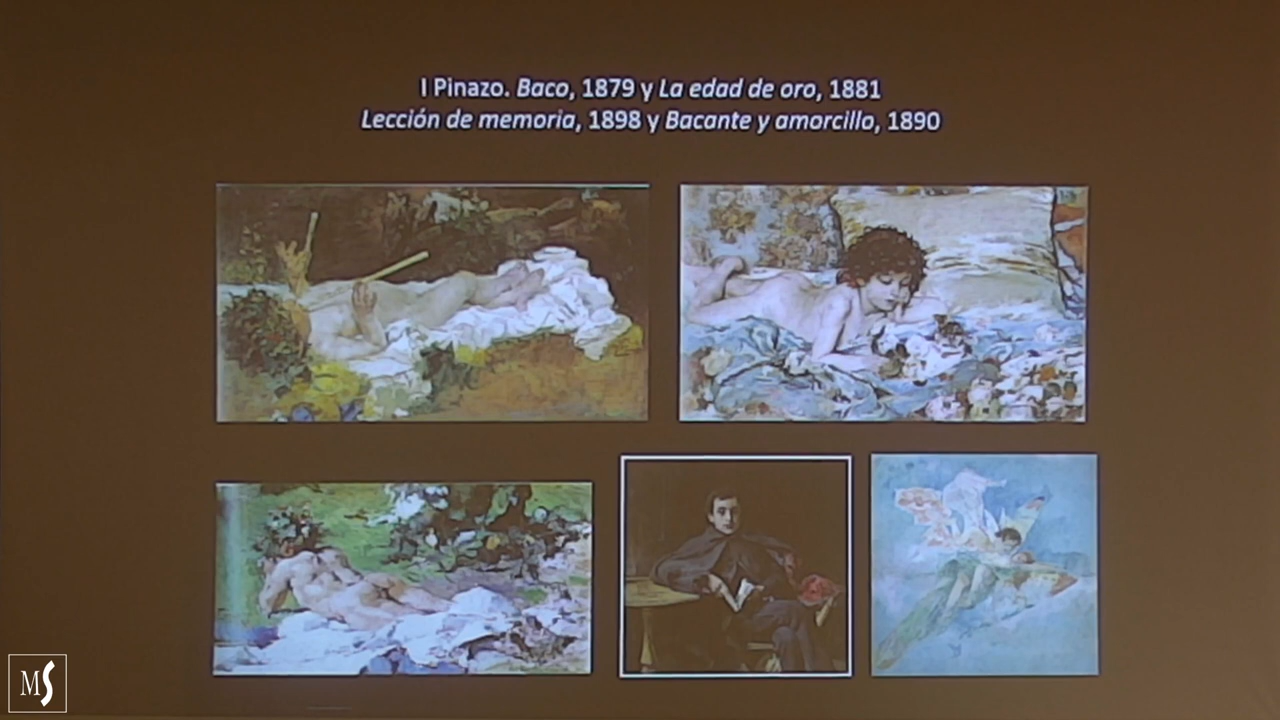 I Pinazo. Baco, 1879 y La edad de oro, 1881
Lección de memoria, 1898 y Bacante y amorcillo, 1890
MS